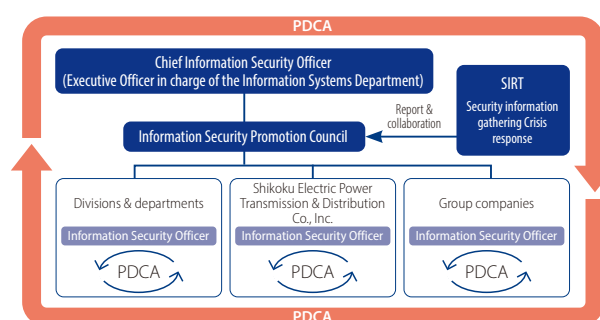 PDCA
Chief Information Security Officer
(Executive Officer in charge of the Information Systems Department)
SIRT
Security information
gathering Crisis
response
Report &
collaboration
Information Security Promotion Council
Divisions & departments
Information Security Officer
PDCA
Shikoku Electric Power
Transmission & Distribution
Co., Inc.
Information Security Officer
PDCA
Group companies
Information Security Officer
PDCA
PDCA